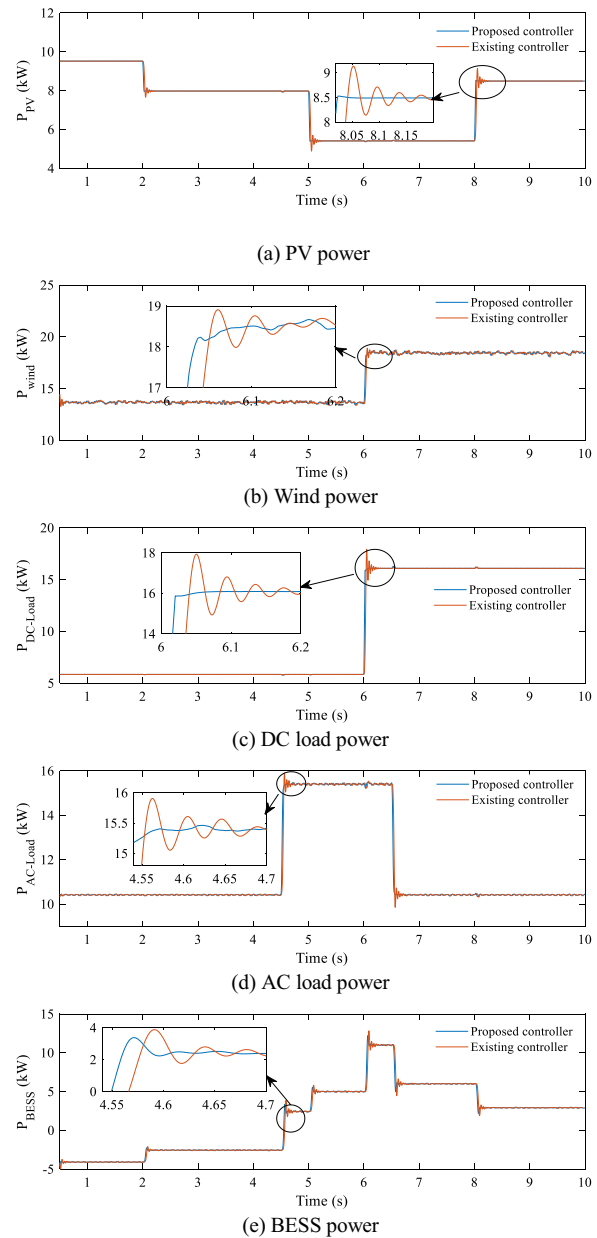 P_PV (kW)
12
10
8
6
4
Proposed controller
Existing controller
9
8.5
8
8.05 8.1 8.15
1 2 3 4 5 6 7 8 9 10
Time (s)
(a) PV power
P_wind (kW)
25
20
15
10
Proposed controller
Existing controller
19
18
17
6 6.1 6.2
1 2 3 4 5 6 7 8 9 10
Time (s)
(b) Wind power
P_DC-Load (kW)
20
15
10
5
18
16
14
6 6.1 6.2
Proposed controller
Existing controller
1 2 3 4 5 6 7 8 9 10
Time (s)
(c) DC load power
P_AC-Load (kW)
16
14
12
10
Proposed controller
Existing controller
16
15.5
15
4.55 4.6 4.65 4.7
1 2 3 4 5 6 7 8 9 10
Time (s)
(d) AC load power
P_BESS (kW)
15
10
5
0
-5
Proposed controller
Existing controller
4
2
0
4.55 4.6 4.65 4.7
1 2 3 4 5 6 7 8 9 10
Time (s)
(e) BESS power